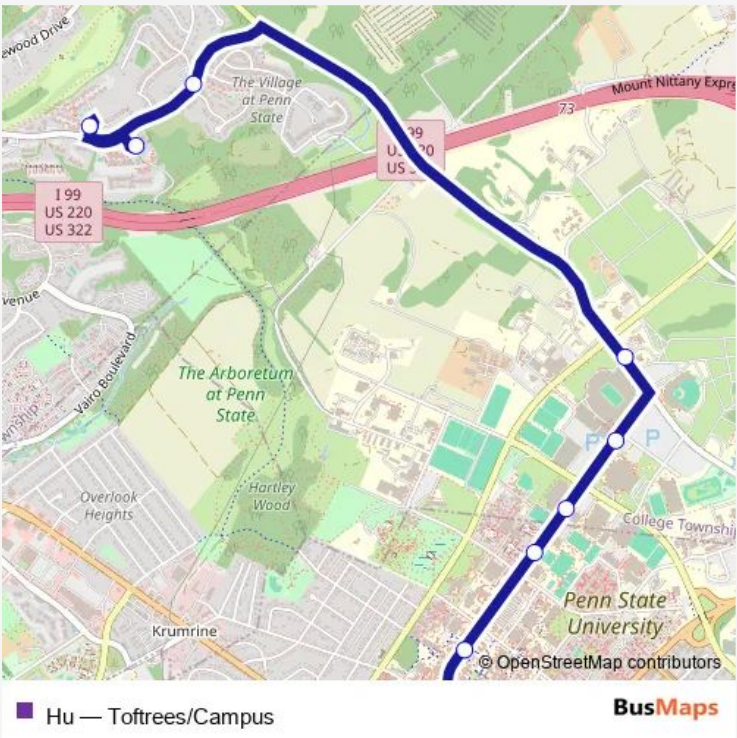 ewood Drive
The Village
at Penn
State
Mount Nittany Expre
73
99
US 220
US
I 99
US 220
US 322
venue
Vairo Boulevard
The Arboretum
at Penn
State
wnship
P P
Overlook
Heights
Hartley
Wood
College Township
Penn State
University
Krumrine
© OpenStreetMap contributors
Hu — Toftrees/Campus
BusMaps